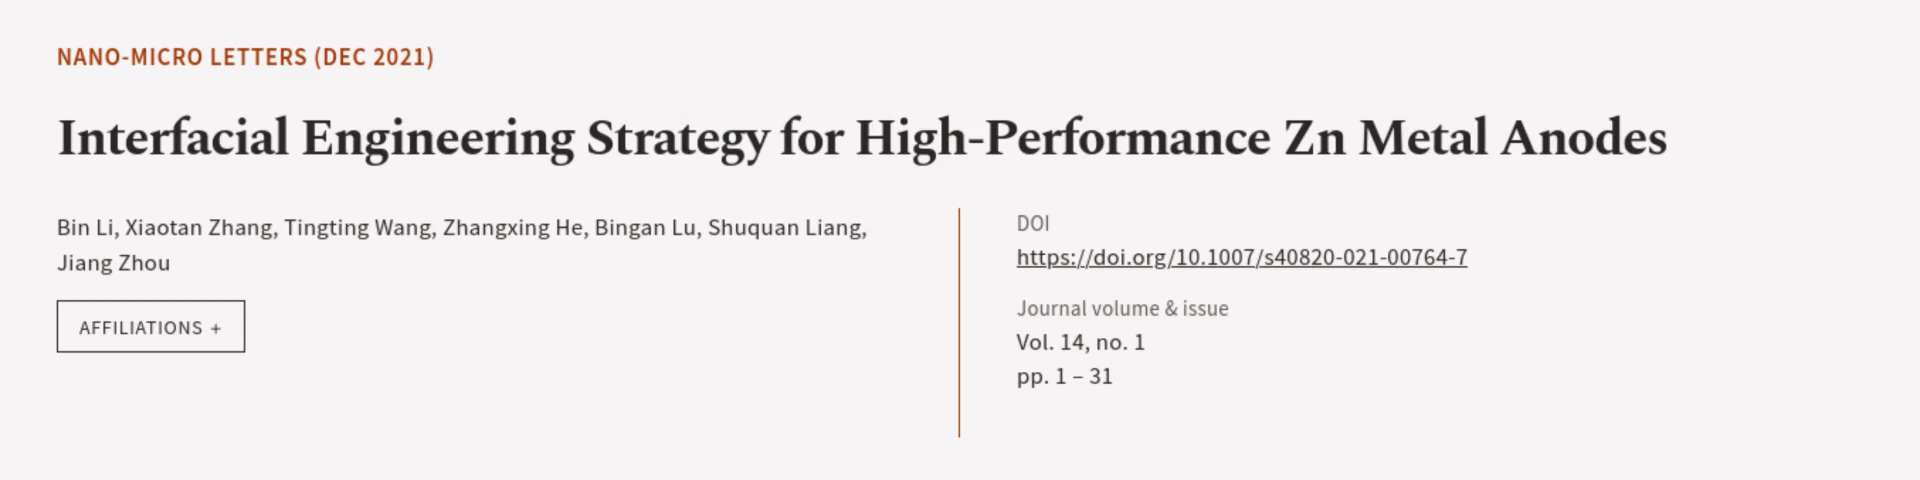 NANO-MICRO LETTERS (DEC 2021)
Interfacial Engineering Strategy for High-Performance Zn Metal Anodes
Bin Li, Xiaotan Zhang, Tingting Wang, Zhangxing He, Bingan Lu, Shuquan Liang,
Jiang Zhou
AFFILIATIONS +
DOI
https://doi.org/10.1007/s40820-021-00764-7
Journal volume & issue
Vol. 14, no. 1
pp. 1 – 31